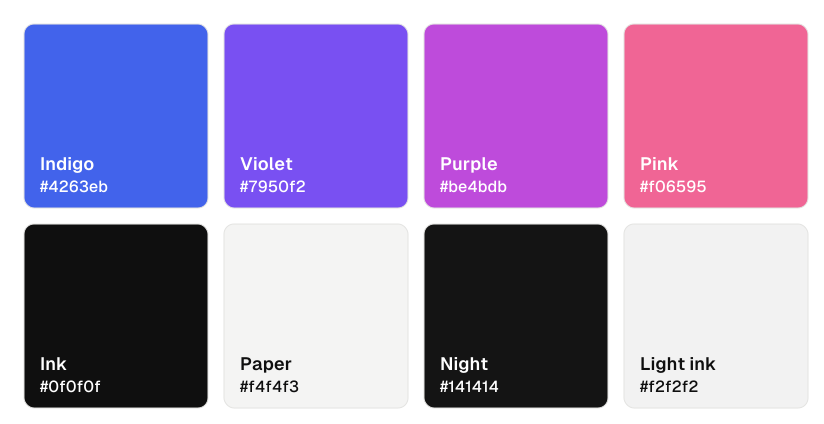 Indigo
#4263eb
Violet
#7950f2
Purple
#be4bdb
Pink
#f06595
Ink
#0f0f0f
Paper
#f4f4f3
Night
#141414
Light ink
#f2f2f2